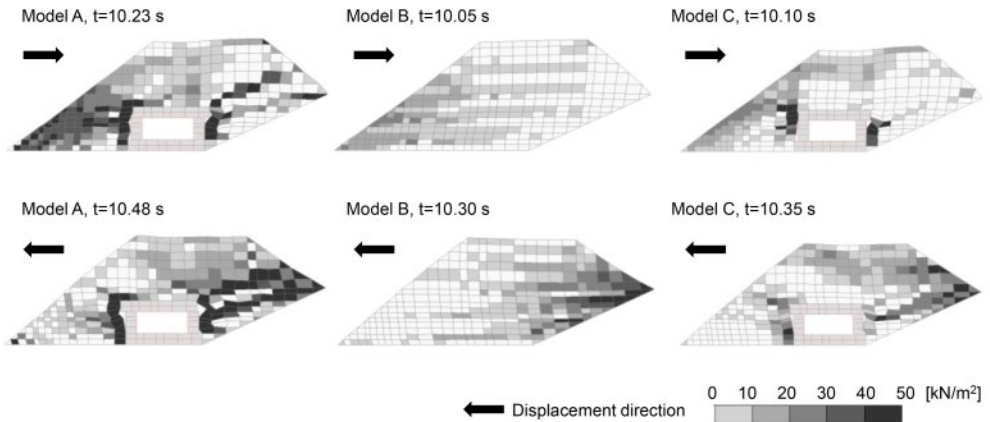 Model A, t=10.23 s
Model B, t=10.05 s
Model C, t=10.10 s
Model A, t=10.48 s
Model B, t=10.30 s
Model C, t=10.35 s
0 10 20 30 40 50 [kN/m²]
Displacement direction